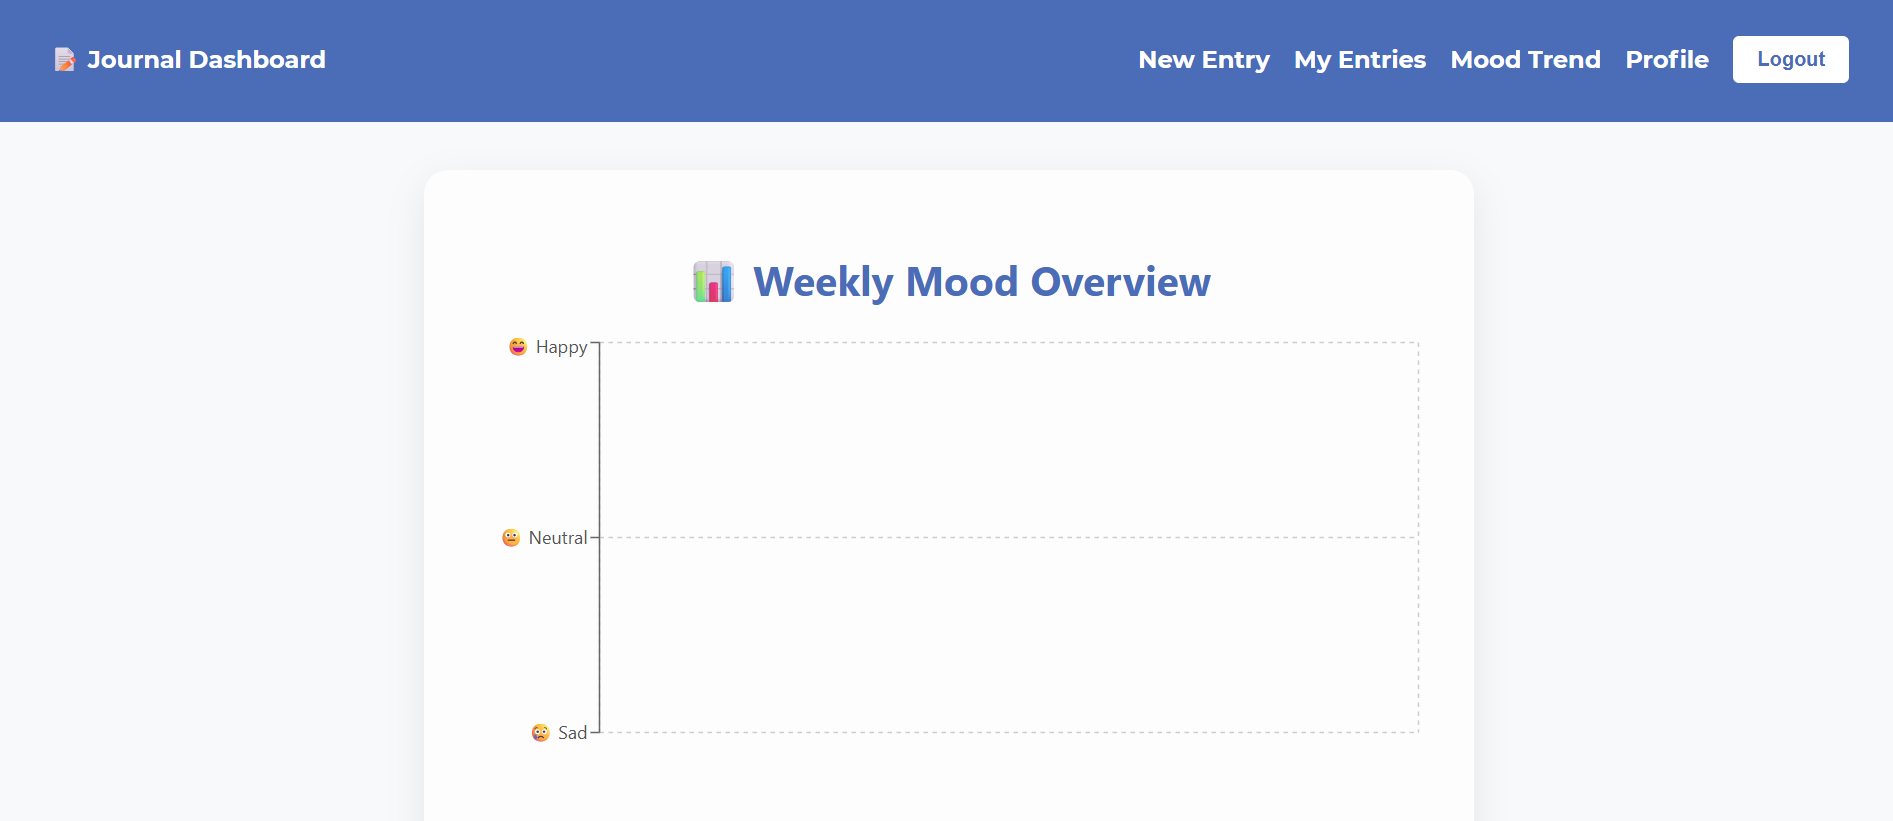 Journal Dashboard
New Entry My Entries Mood Trend Profile Logout
Weekly Mood Overview
Happy
Neutral
Sad